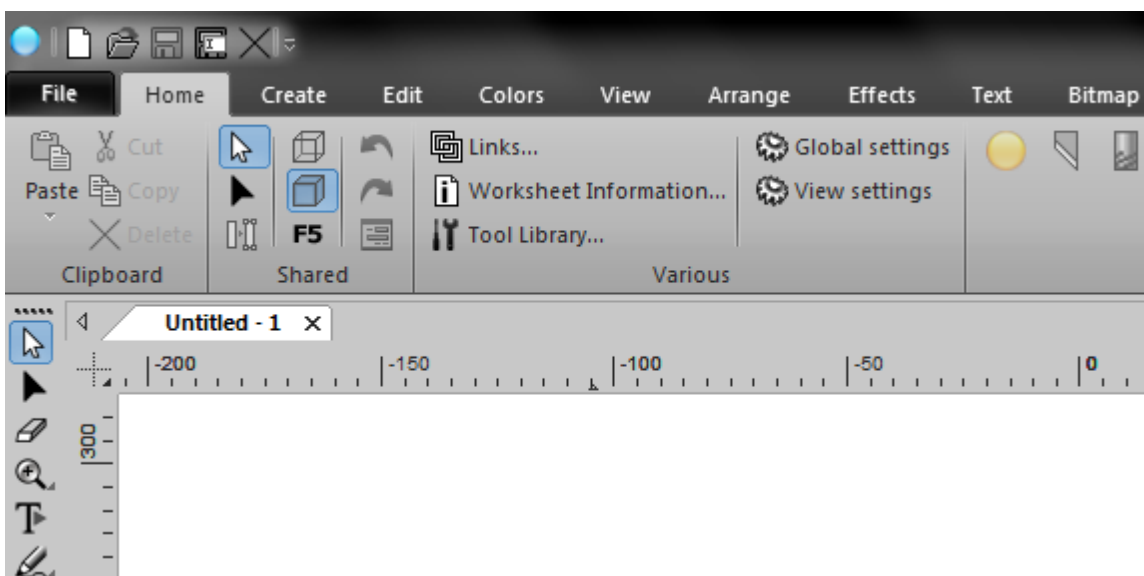 File Home Create Edit Colors View Arrange Effects Text Bitmap
Cut Links... Global settings
Paste Copy Worksheet Information... View settings
Delete F5 Tool Library...
Clipboard Shared Various
Untitled - 1
-200 -150 -100 -50 0
300